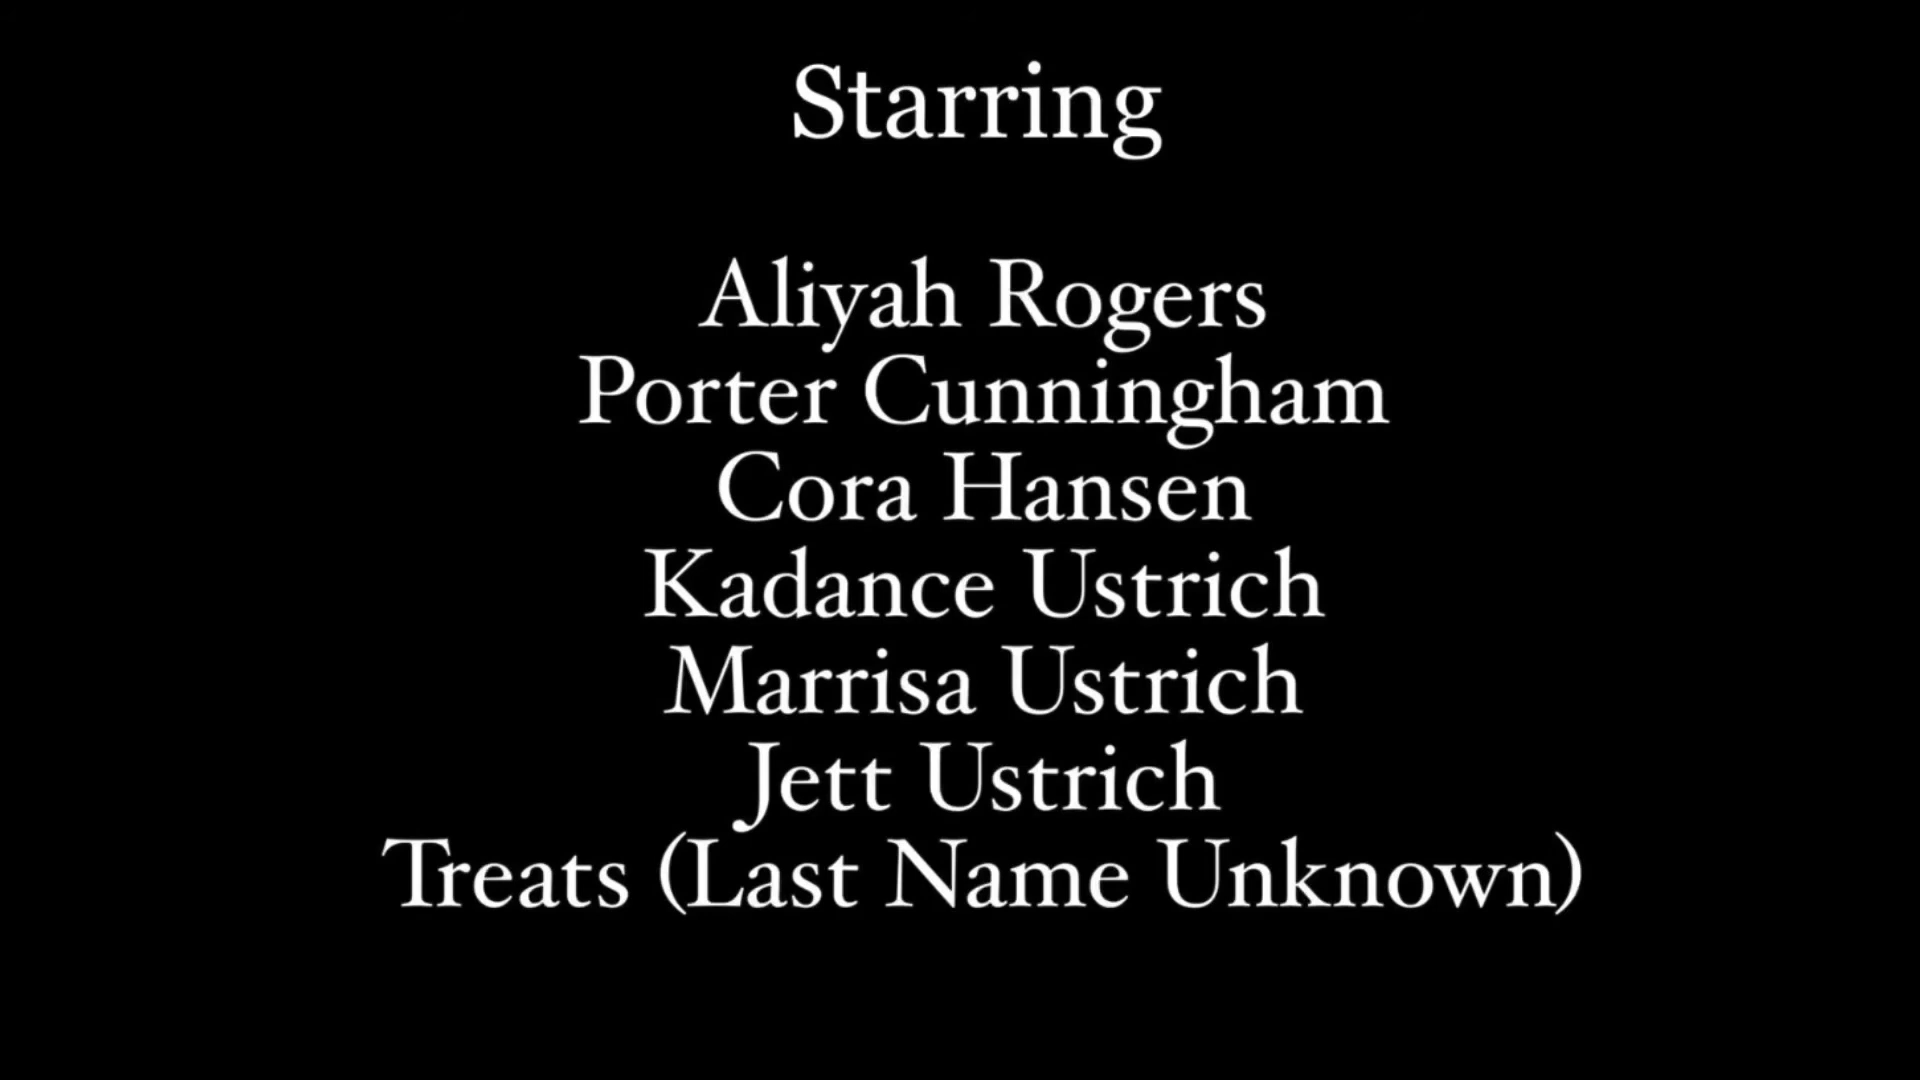 Starring
Aliyah Rogers
Porter Cunningham
Cora Hansen
Kadance Ustrich
Marrisa Ustrich
Jett Ustrich
Treats (Last Name Unknown)